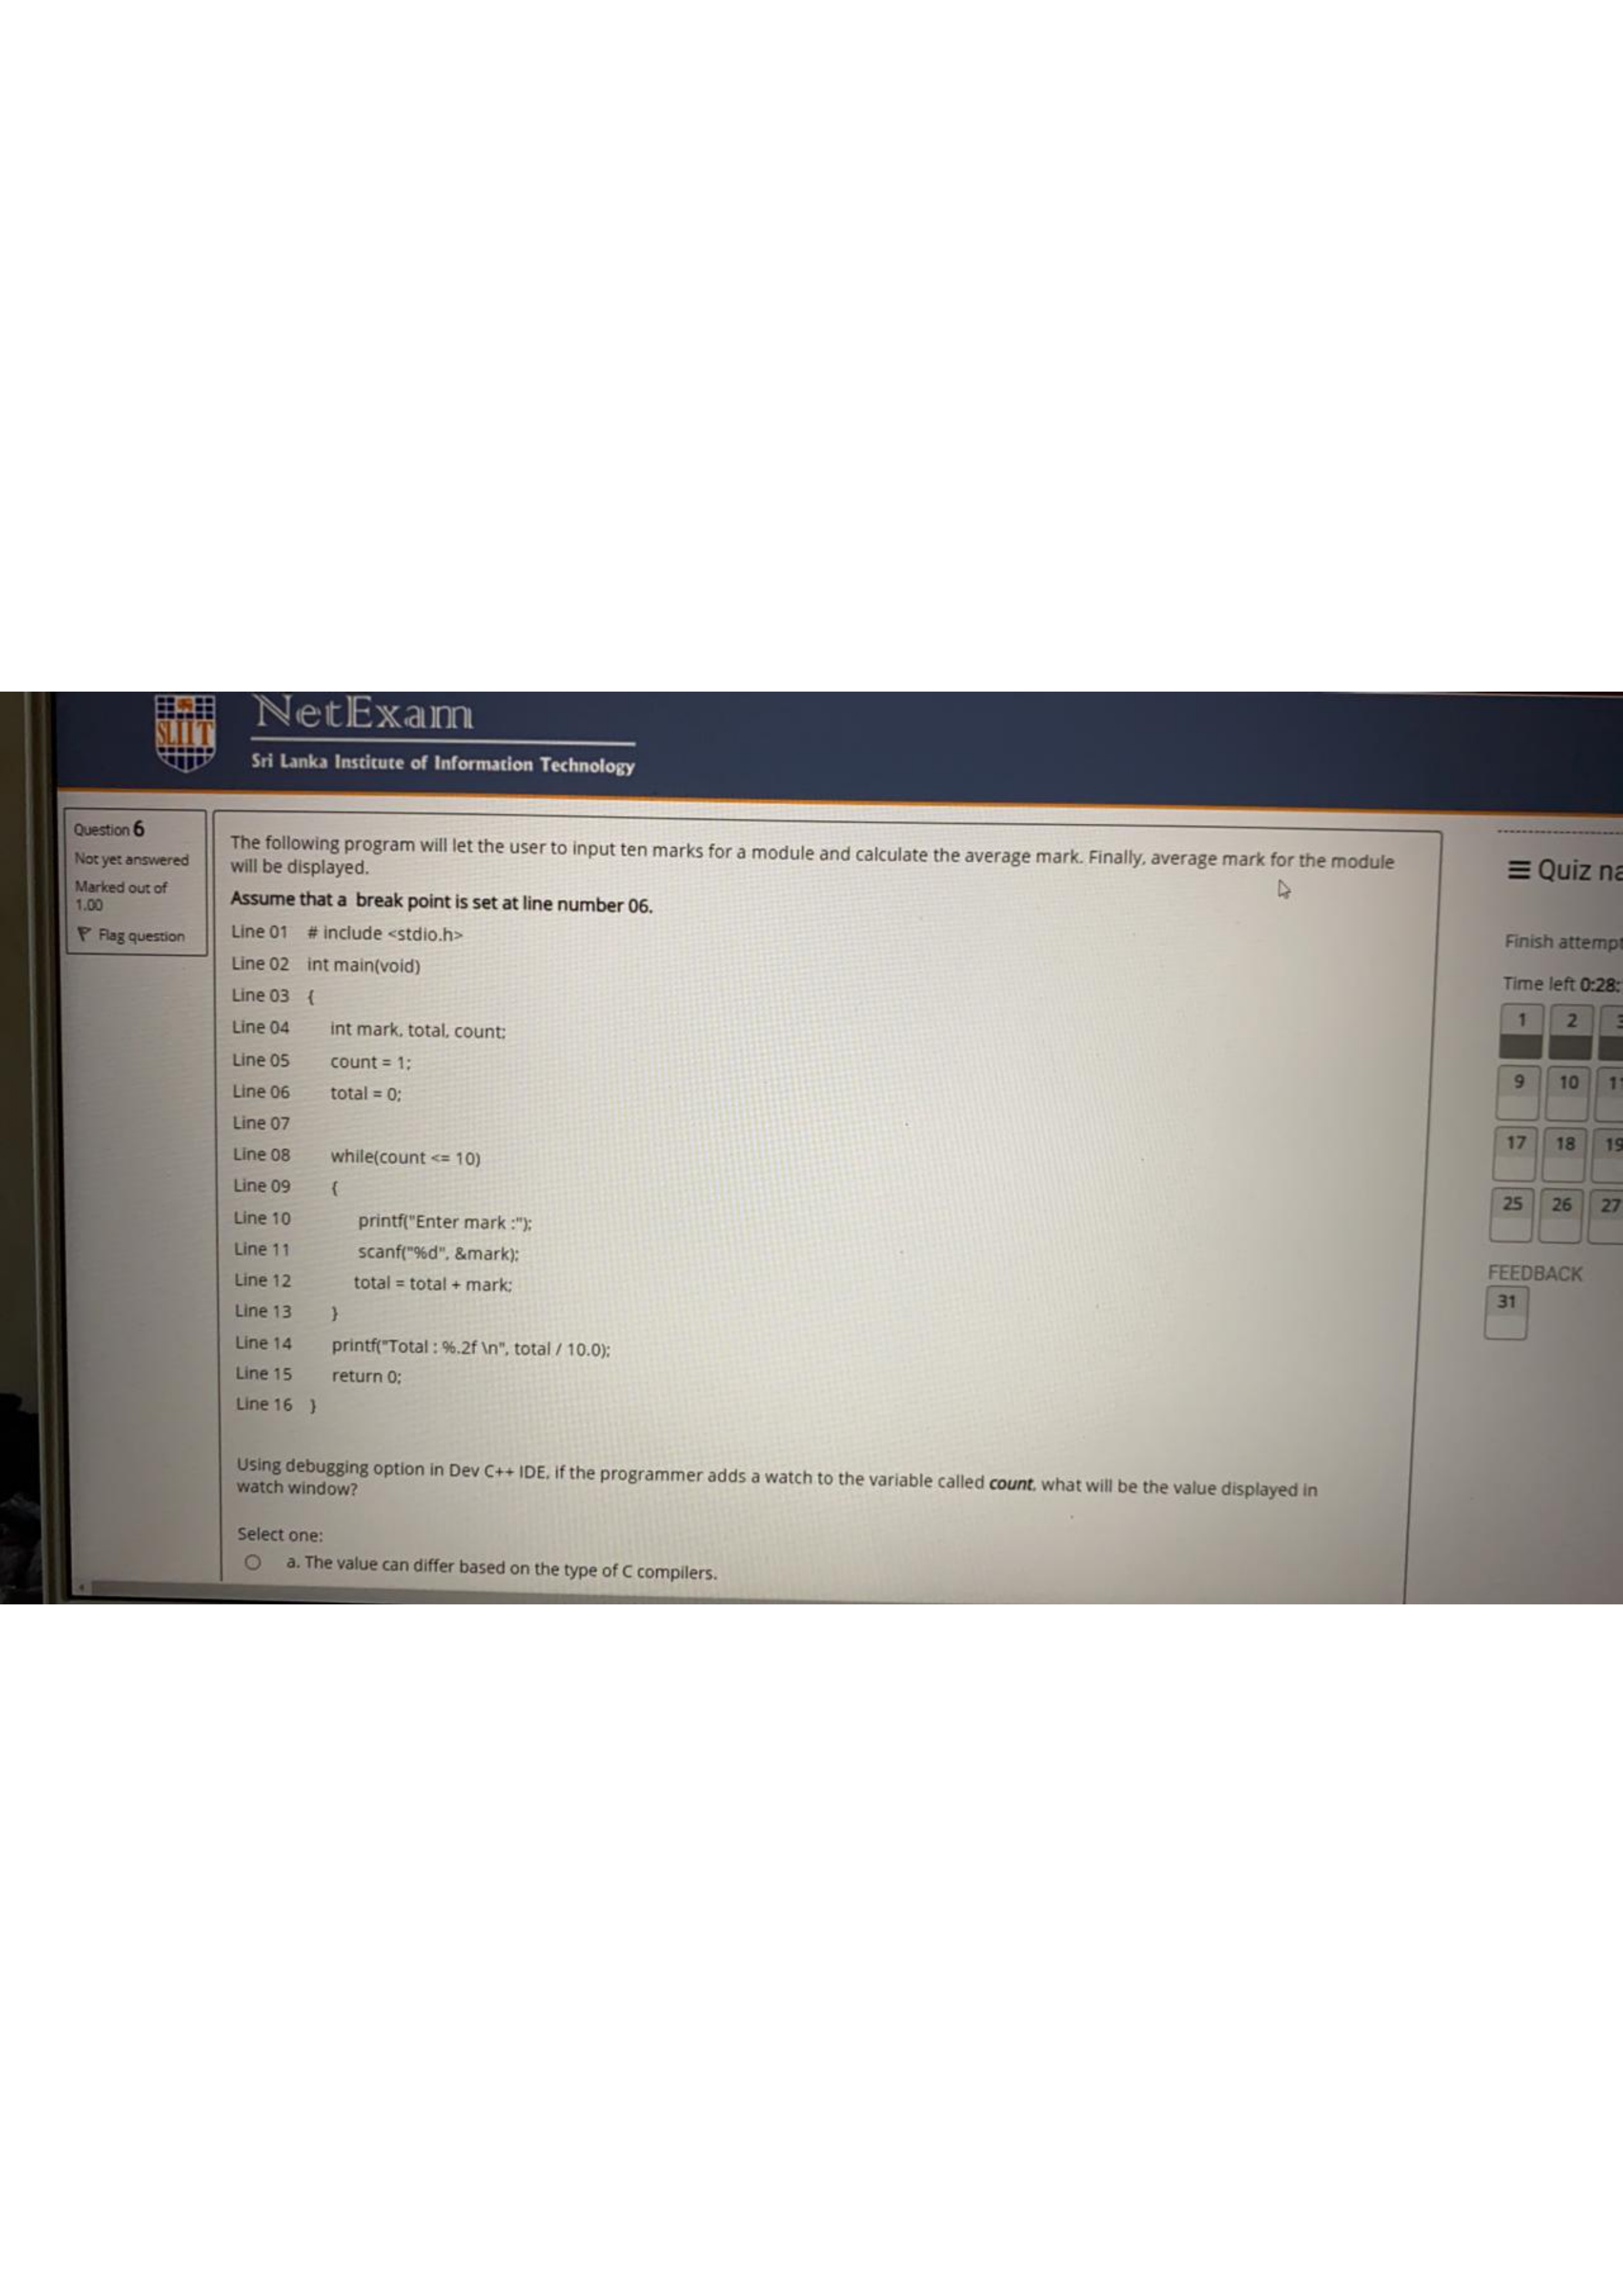 SLIIT
NetExam
Sri Lanka Institute of Information Technology
Question 6
Not yet answered
Marked out of
1.00
Flag question
The following program will let the user to input ten marks for a module and calculate the average mark. Finally, average mark for the module
will be displayed.
Assume that a break point is set at line number 06.
Line 01 # include <stdio.h>
Line 02 int main(void)
Line 03 {
Line 04 int mark, total, count;
Line 05 count = 1;
Line 06 total = 0;
Line 07
Line 08 while(count <= 10)
Line 09 {
Line 10 printf("Enter mark :");
Line 11 scanf("%d", &mark);
Line 12 total = total + mark;
Line 13 }
Line 14 printf("Total : %.2f \n", total / 10.0);
Line 15 return 0;
Line 16 }
Using debugging option in Dev C++ IDE, if the programmer adds a watch to the variable called count, what will be the value displayed in
watch window?
Select one:
a. The value can differ based on the type of C compilers.
Quiz na
Finish attempt
Time left 0:28:
1 2 3
9 10 11
17 18 19
25 26 27
FEEDBACK
31